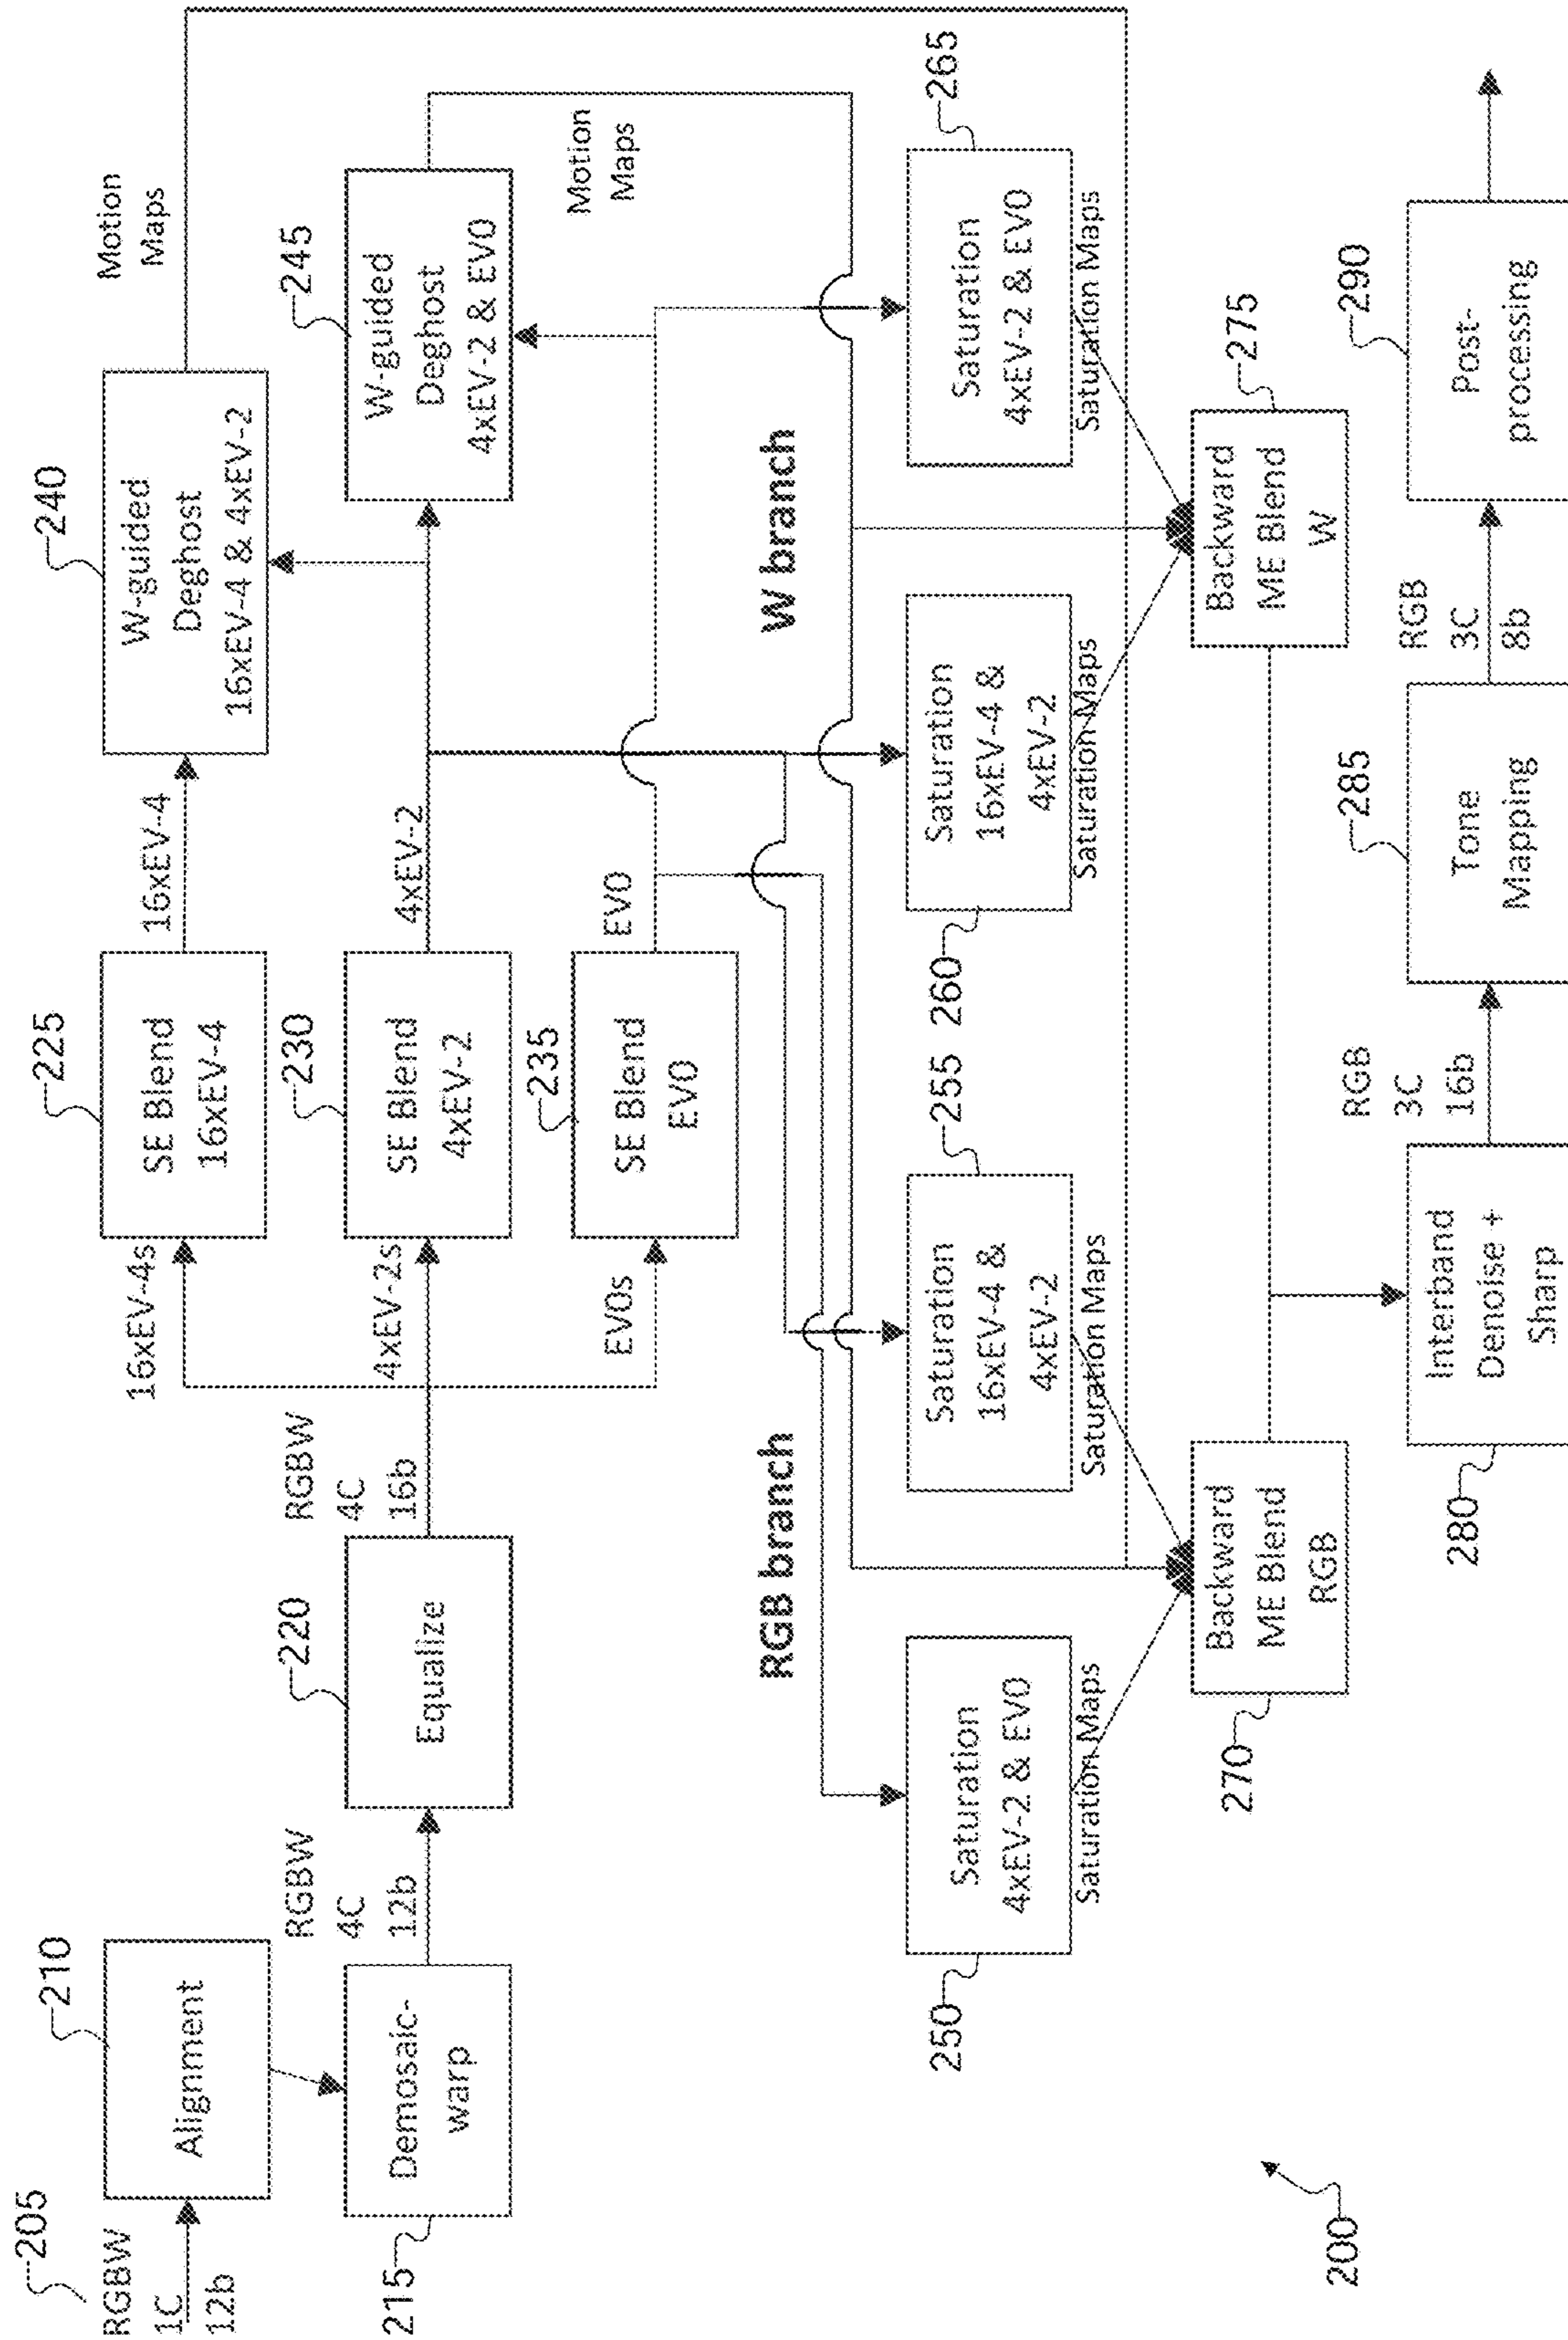 205
RGBW
1C
12b
210
Alignment
215
Demosaic-
warp
RGBW
4C
12b
220
Equalize
RGBW
4C
16b
16xEV-4s
4xEV-2s
EV0s
225
SE Blend
16xEV-4
230
SE Blend
4xEV-2
235
SE Blend
EV0
16xEV-4
4xEV-2
EV0
240
W-guided
Deghost
16xEV-4 & 4xEV-2
245
W-guided
Deghost
4xEV-2 & EV0
Motion
Maps
Motion
Maps
RGB branch
W branch
250
Saturation
4xEV-2 & EV0
Saturation Maps
255
Saturation
16xEV-4 &
4xEV-2
Saturation Maps
260
Saturation
16xEV-4 &
4xEV-2
Saturation Maps
265
Saturation
4xEV-2 & EV0
Saturation Maps
270
Backward
ME Blend
RGB
275
Backward
ME Blend
W
280
Interband
Denoise +
Sharp
RGB
3C
16b
285
Tone
Mapping
RGB
3C
8b
290
Post-
processing
200